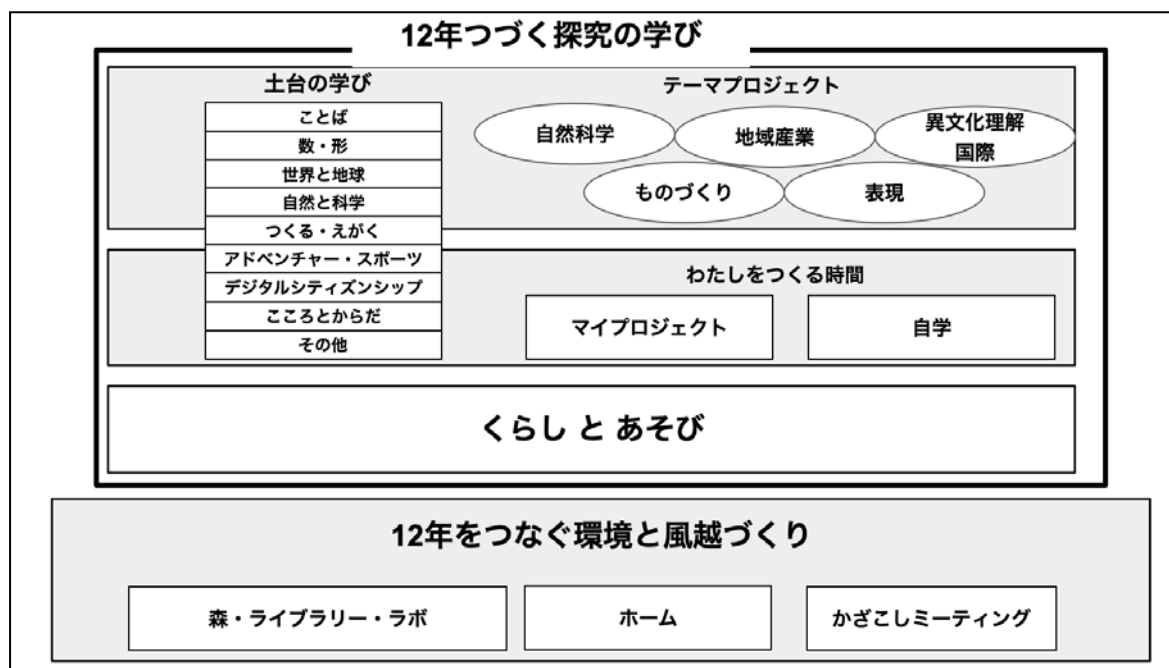 12年つづく探究の学び
土台の学び
ことば
数・形
世界と地球
自然と科学
つくる・えがく
アドベンチャー・スポーツ
デジタルシティズンシップ
こころとからだ
その他
テーマプロジェクト
自然科学
地域産業
異文化理解
国際
ものづくり
表現
わたしをつくる時間
マイプロジェクト
自学
くらし と あそび
12年をつなぐ環境と風越づくり
森・ライブラリー・ラボ
ホーム
かざこしミーティング